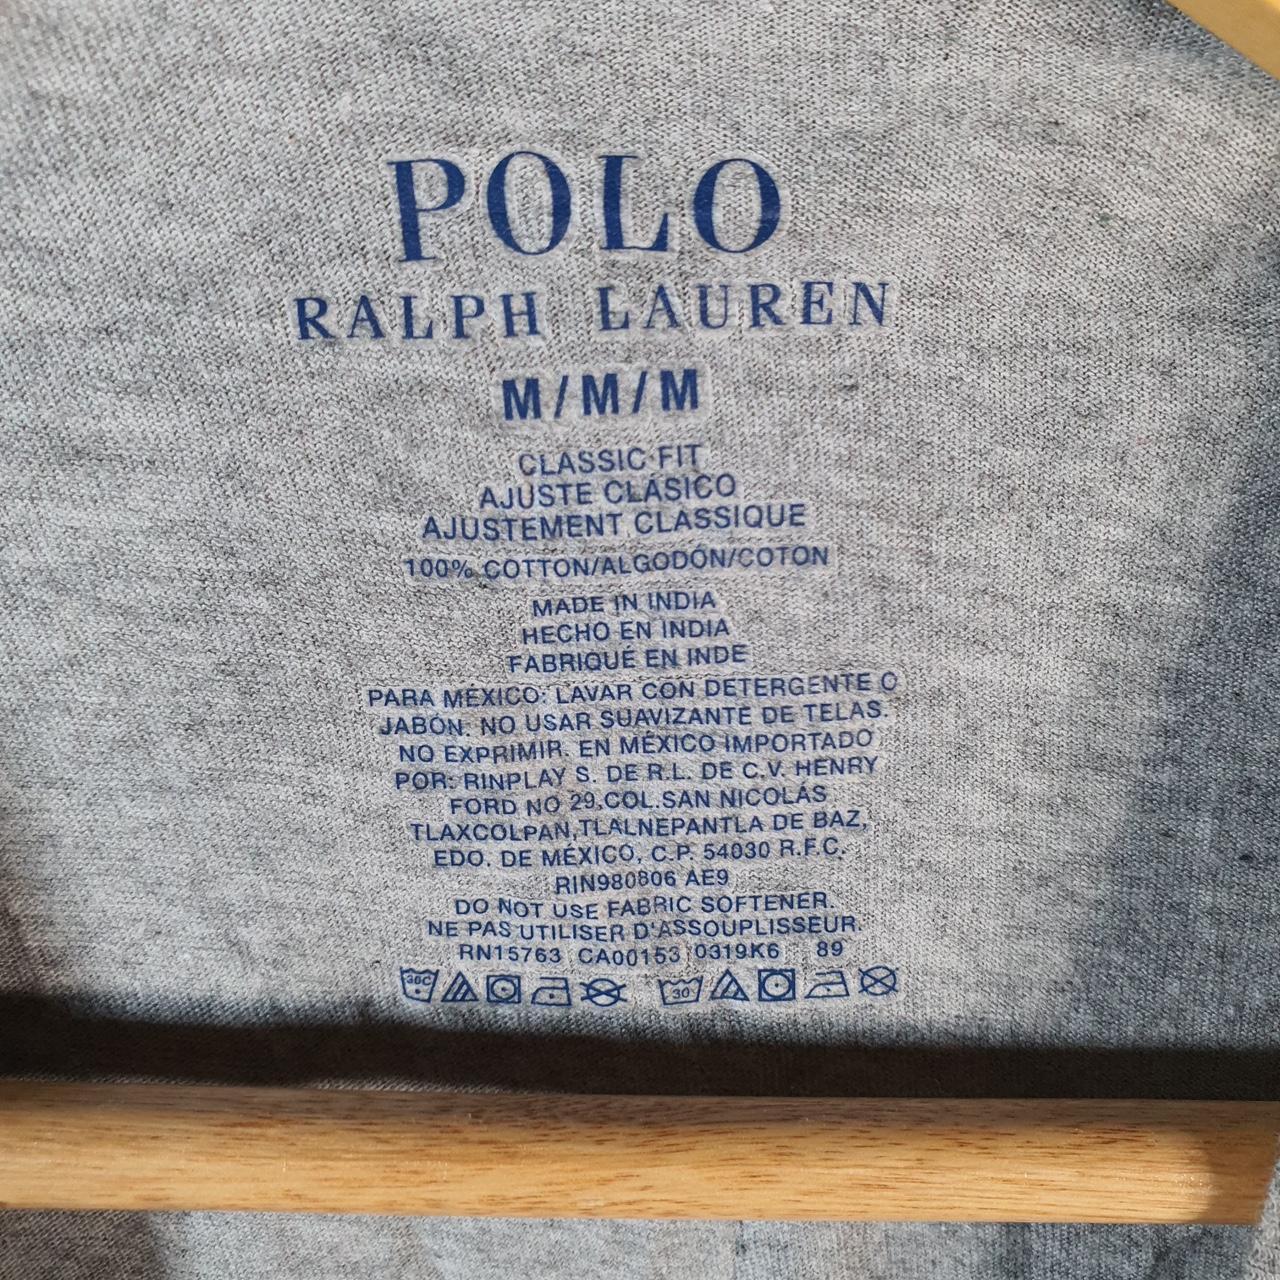 POLO
RALPH LAUREN
M/M/M
CLASSIC FIT
AJUSTE CLÁSICO
AJUSTEMENT CLASSIQUE
100% COTTON/ALGODÓN/COTON
MADE IN INDIA
HECHO EN INDIA
FABRIQUÉ EN INDE
PARA MÉXICO: LAVAR CON DETERGENTE O
JABÓN. NO USAR SUAVIZANTE DE TELAS.
NO EXPRIMIR. EN MÉXICO IMPORTADO
POR: RINPLAY S. DE R.L. DE C.V. HENRY
FORD NO 29,COL.SAN NICOLÁS
TLAXCOLPAN,TLALNEPANTLA DE BAZ,
EDO. DE MÉXICO, C.P. 54030 R.F.C.
RIN980806 AE9
DO NOT USE FABRIC SOFTENER.
NE PAS UTILISER D'ASSOUPLISSEUR.
RN15763 CA00153 0319K6 89
30C 30